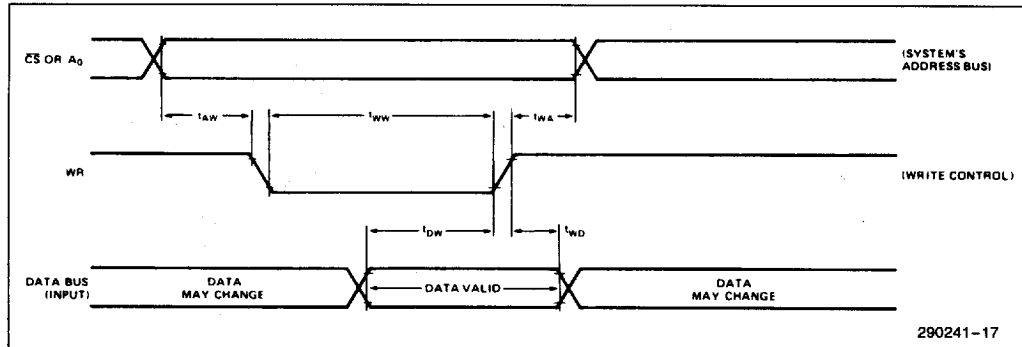 CS OR A0
(SYSTEM'S
ADDRESS BUS)
tAW
tWW
tWA
WR
(WRITE CONTROL)
tDW
tWD
DATA BUS
(INPUT)
DATA
MAY CHANGE
DATA VALID
DATA
MAY CHANGE
290241-17